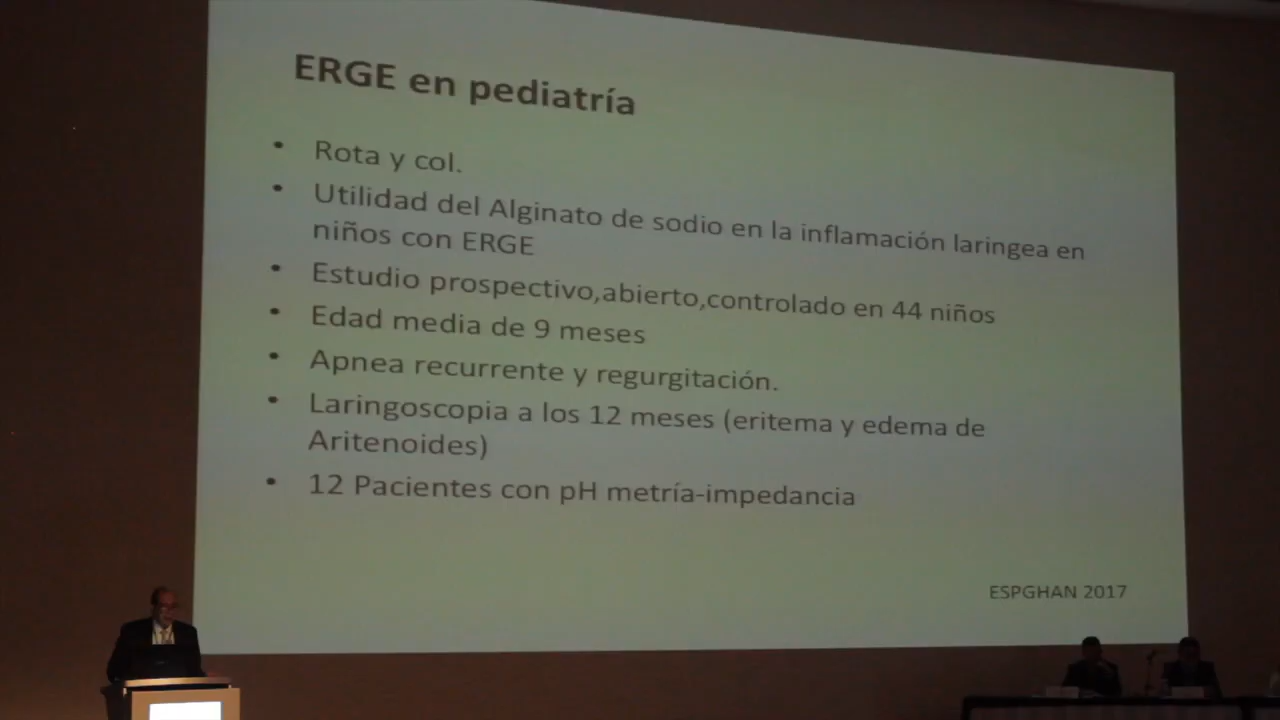 ERGE en pediatría
• Rota y col.
• Utilidad del Alginato de sodio en la inflamación laringea en
niños con ERGE
• Estudio prospectivo,abierto,controlado en 44 niños
• Edad media de 9 meses
• Apnea recurrente y regurgitación.
• Laringoscopia a los 12 meses (eritema y edema de
Aritenoides)
• 12 Pacientes con pH metría-impedancia
ESPGHAN 2017